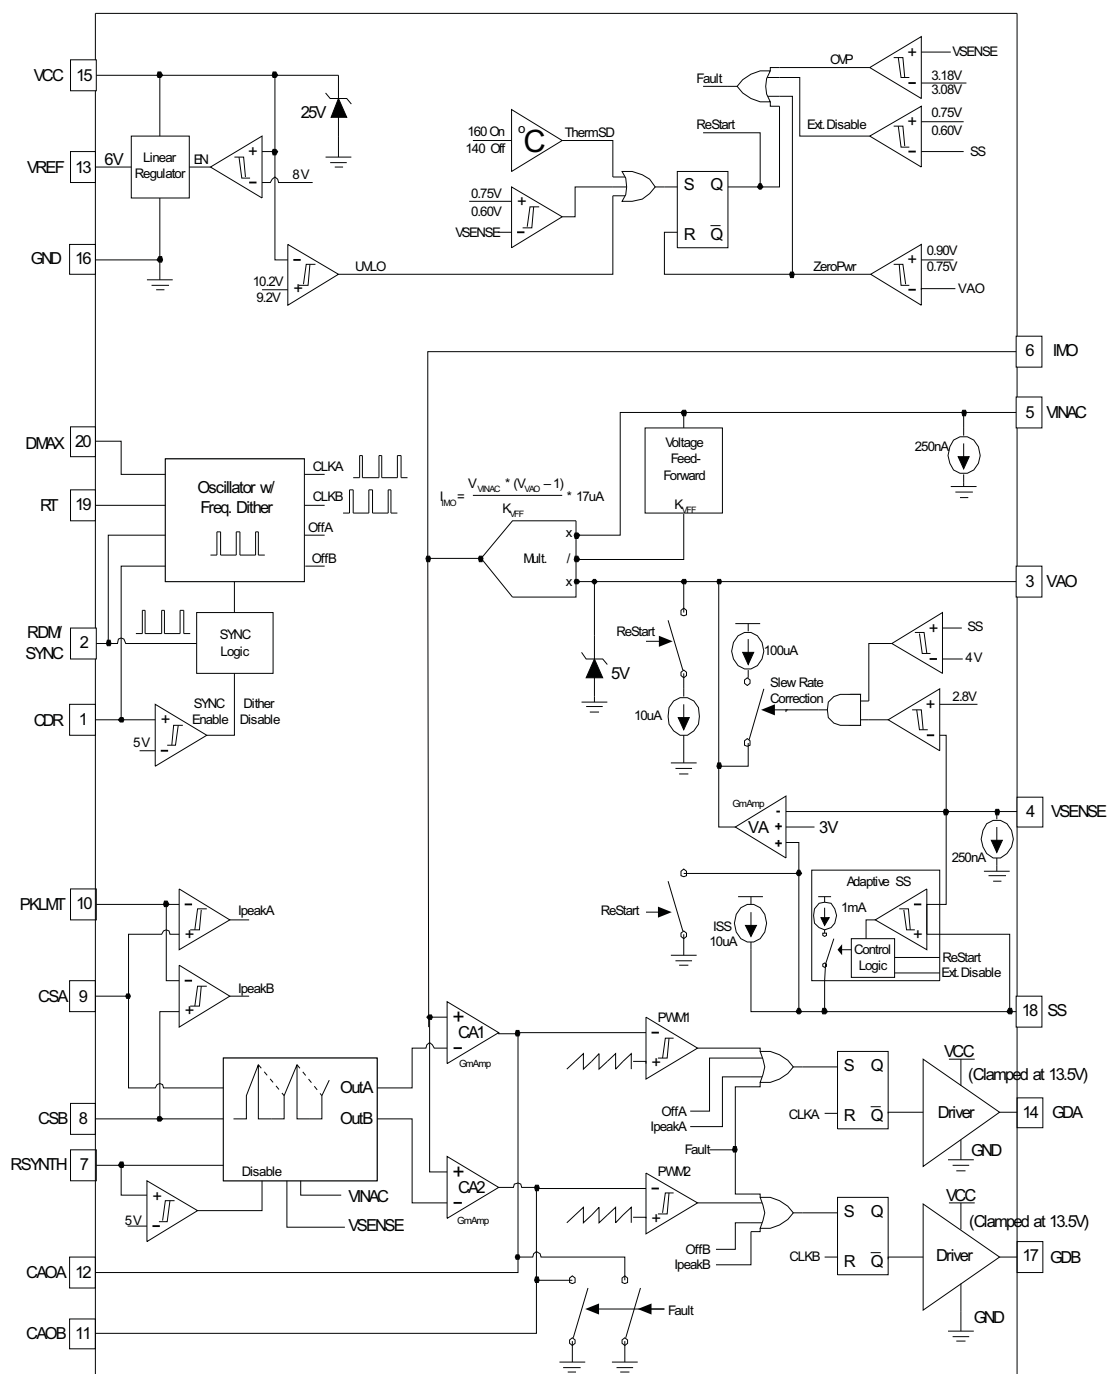 VCC 15
25V
VREF 13
6V
Linear
Regulator
EN
+
−
8V
GND 16
10.2V
9.2V
−
+
UVLO
160 On
140 Off
°C
ThermSD
0.75V
0.60V
VSENSE
+
−
S Q
R Q̅
ReStart
Fault
OVP
+
−
VSENSE
3.18V
3.08V
Ext. Disable
+
−
0.75V
0.60V
SS
ZeroPwr
+
−
0.90V
0.75V
VAO
6 IMO
5 VINAC
250nA
Voltage
Feed-
Forward
K_VFF
I_IMO = V_VINAC * (V_VAO – 1) * 17uA
K_VFF
Mult.
x
/
x
3 VAO
DMAX 20
RT 19
Oscillator w/
Freq. Dither
CLKA
CLKB
OffA
OffB
RDM/
SYNC
2
SYNC
Logic
CDR 1
+
−
5V
SYNC
Enable
Dither
Disable
ReStart
5V
10uA
100uA
Slew Rate
Correction
+
−
SS
4V
+
−
2.8V
GmAmp
VA
-
+
+
3V
4 VSENSE
250nA
Adaptive SS
1mA
−
+
Control
Logic
ReStart
Ext. Disable
ReStart
ISS
10uA
18 SS
PKLMT 10
−
+
IpeakA
CSA 9
−
+
IpeakB
CSB 8
OutA
OutB
Disable
VINAC
VSENSE
RSYNTH 7
+
−
5V
+
−
CA1
GmAmp
+
−
CA2
GmAmp
PWM1
−
+
OffA
IpeakA
Fault
CLKA
S Q
R Q̅
VCC
(Clamped at 13.5V)
Driver
14 GDA
GND
PWM2
−
+
OffB
IpeakB
CLKB
S Q
R Q̅
VCC
(Clamped at 13.5V)
Driver
17 GDB
GND
CAOA 12
CAOB 11
Fault